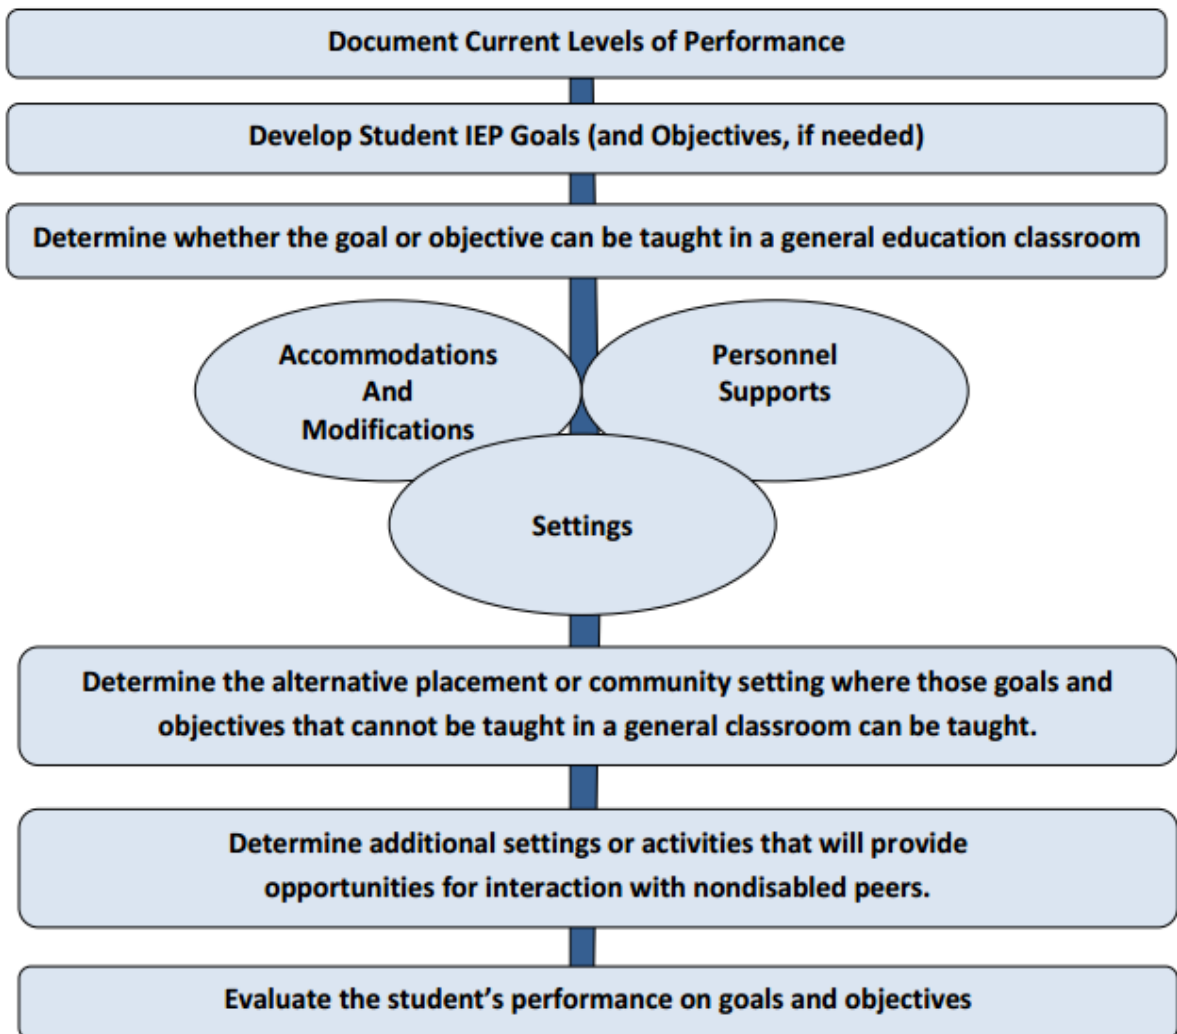 Document Current Levels of Performance
Develop Student IEP Goals (and Objectives, if needed)
Determine whether the goal or objective can be taught in a general education classroom
Accommodations
And
Modifications
Personnel
Supports
Settings
Determine the alternative placement or community setting where those goals and
objectives that cannot be taught in a general classroom can be taught.
Determine additional settings or activities that will provide
opportunities for interaction with nondisabled peers.
Evaluate the student’s performance on goals and objectives